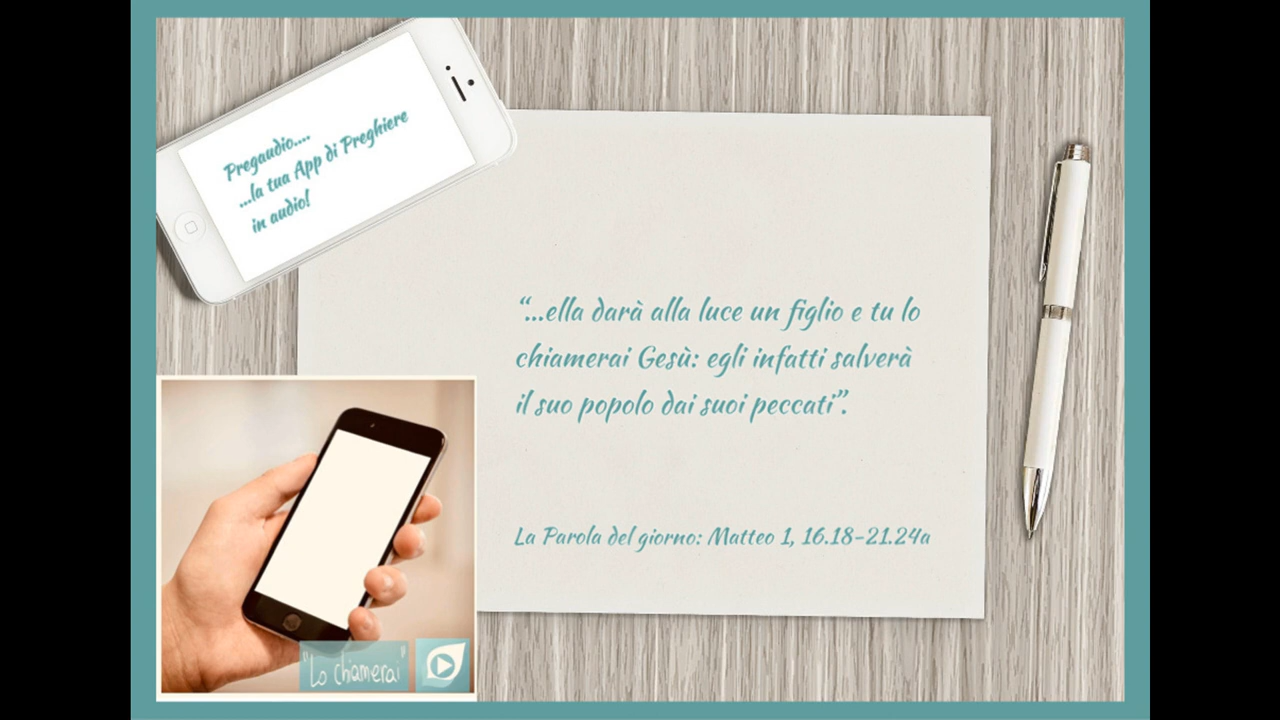 Pregaudio....
...la tua App di Preghiere
in audio!
“...ella darà alla luce un figlio e tu lo
chiamerai Gesù: egli infatti salverà
il suo popolo dai suoi peccati”.
La Parola del giorno: Matteo 1, 16.18-21.24a
"Lo chiamerai"